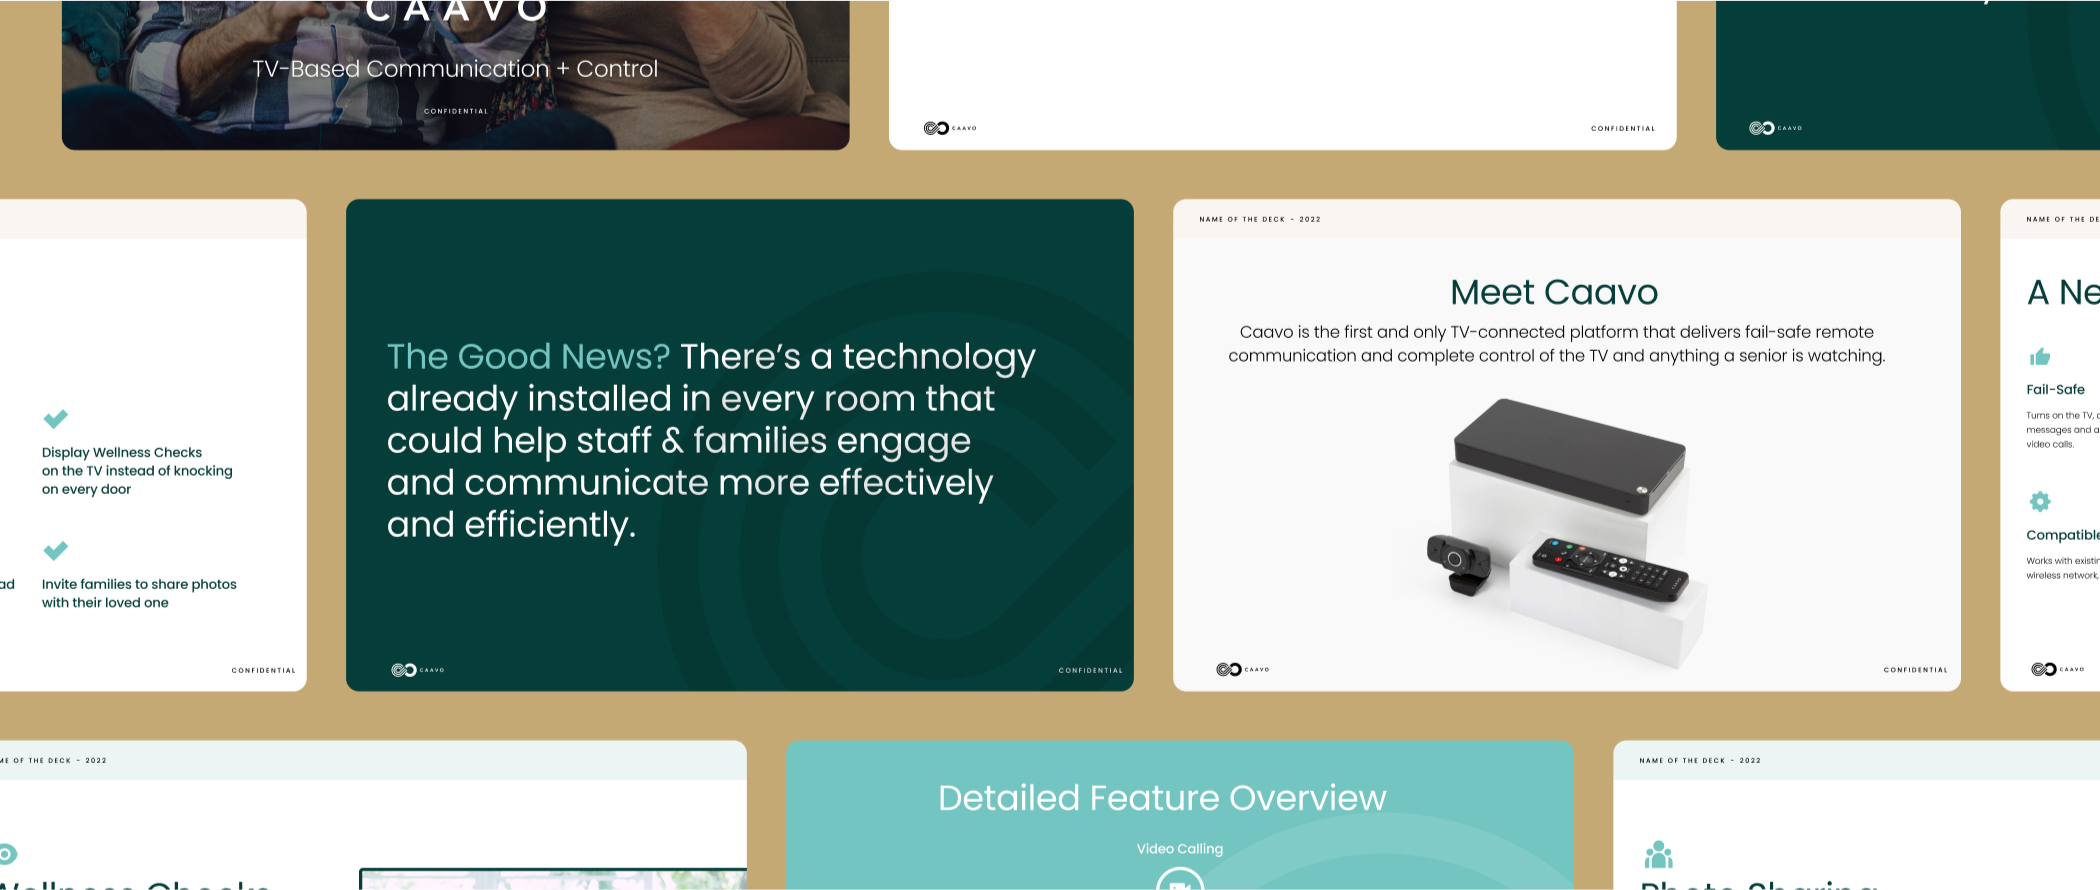 CAAVO
TV-Based Communication + Control
CONFIDENTIAL
CAAVO
CONFIDENTIAL
CAAVO
Display Wellness Checks
on the TV instead of knocking
on every door
Invite families to share photos
with their loved one
CONFIDENTIAL
The Good News? There's a technology
already installed in every room that
could help staff & families engage
and communicate more effectively
and efficiently.
CAAVO
CONFIDENTIAL
NAME OF THE DECK - 2022
Meet Caavo
Caavo is the first and only TV-connected platform that delivers fail-safe remote
communication and complete control of the TV and anything a senior is watching.
CAAVO
CONFIDENTIAL
NAME OF THE DE
A Ne
Fail-Safe
Turns on the TV,
messages and a
video calls.
Compatible
Works with existin
wireless network,
CAAVO
ME OF THE DECK - 2022
Wellness Checks
Detailed Feature Overview
Video Calling
NAME OF THE DECK - 2022
Photo Sharing